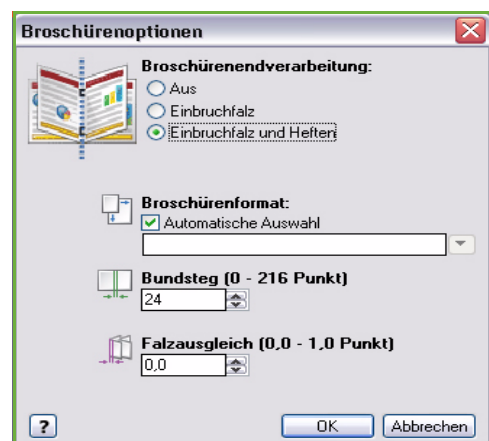 Broschürenoptionen
Broschürenendverarbeitung:
Aus
Einbruchfalz
Einbruchfalz und Heften
Broschürenformat:
Automatische Auswahl
Bundsteg (0 - 216 Punkt)
24
Falzausgleich (0,0 - 1,0 Punkt)
0,0
? OK Abbrechen